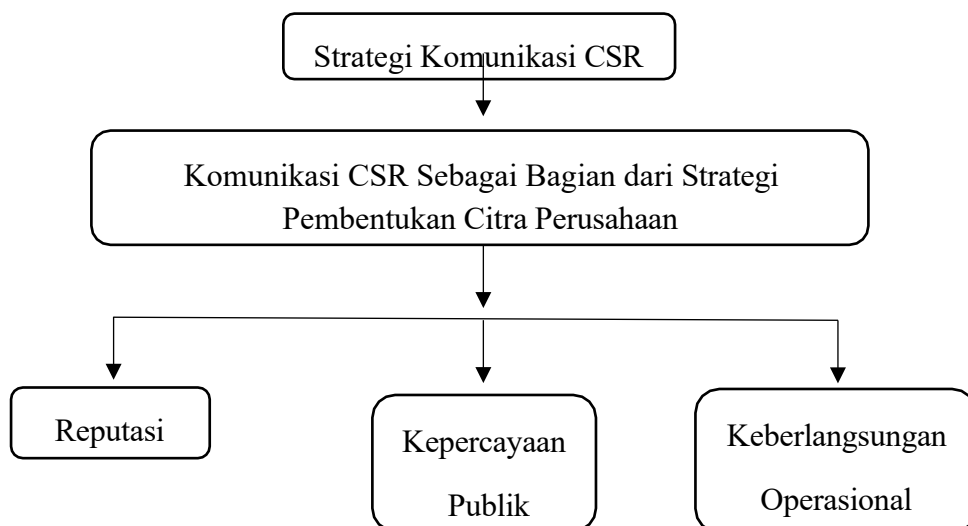 Strategi Komunikasi CSR
Komunikasi CSR Sebagai Bagian dari Strategi
Pembentukan Citra Perusahaan
Reputasi
Kepercayaan
Publik
Keberlangsungan
Operasional